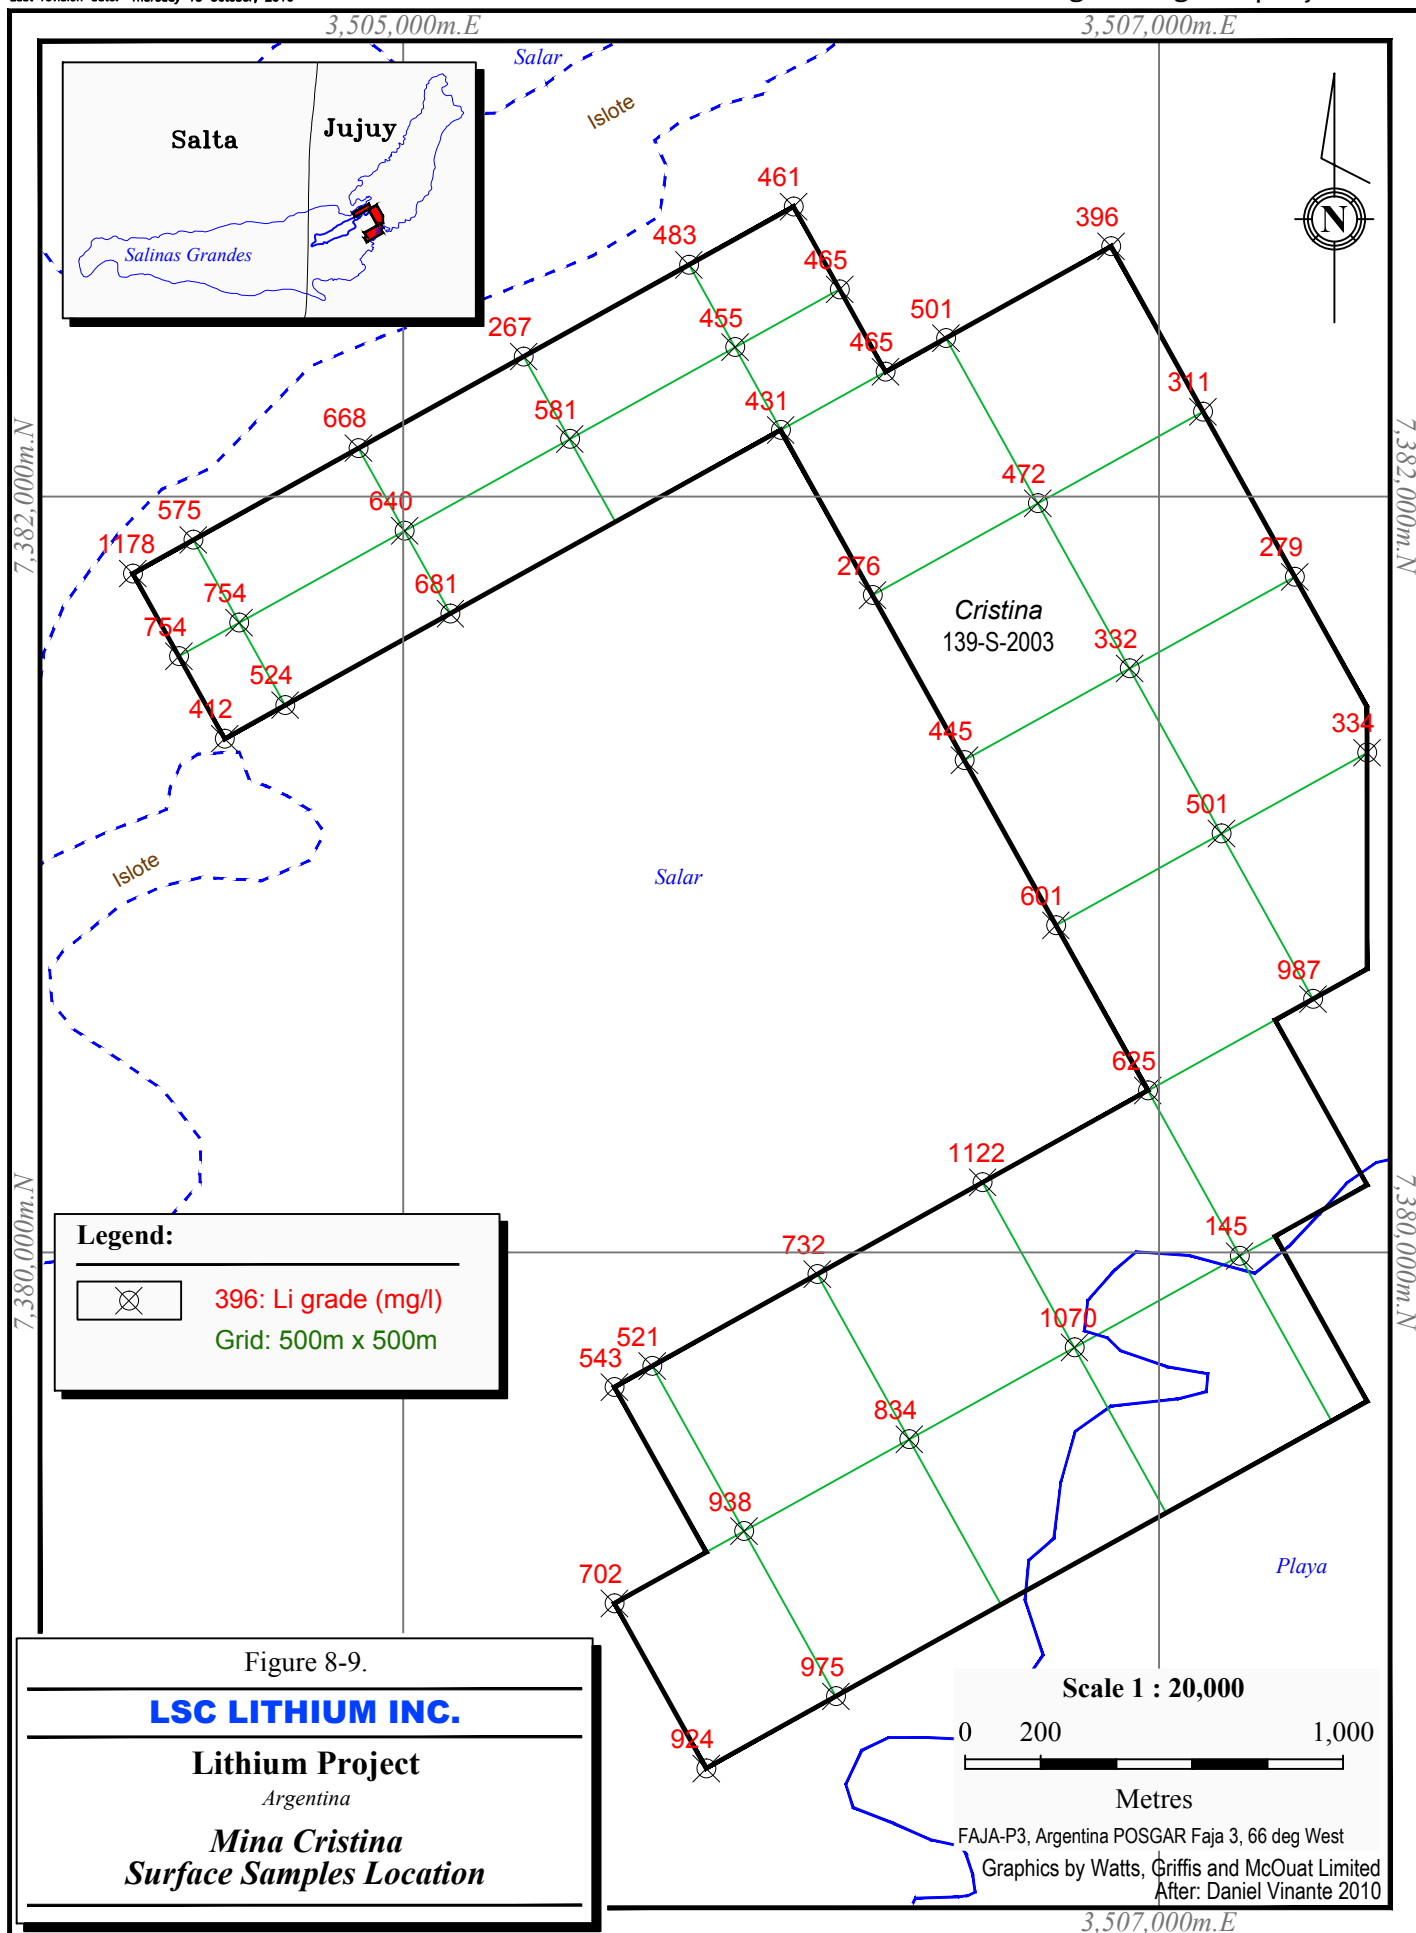 3,505,000m.E
3,507,000m.E
Salar
Islote
Salta
Jujuy
Salinas Grandes
N
461
396
483
465
501
267
455
465
311
668
581
431
575
640
472
1178
279
754
681
276
Cristina
139-S-2003
754
524
332
412
445
334
501
Islote
Salar
601
987
625
1122
145
732
1070
521
543
834
938
702
975
924
Playa
7,382,000m.N
7,382,000m.N
7,380,000m.N
7,380,000m.N
Legend:
396: Li grade (mg/l)
Grid: 500m x 500m
Figure 8-9.
LSC LITHIUM INC.
Lithium Project
Argentina
Mina Cristina
Surface Samples Location
Scale 1 : 20,000
0 200 1,000
Metres
FAJA-P3, Argentina POSGAR Faja 3, 66 deg West
Graphics by Watts, Griffis and McOuat Limited
After: Daniel Vinante 2010
3,507,000m.E